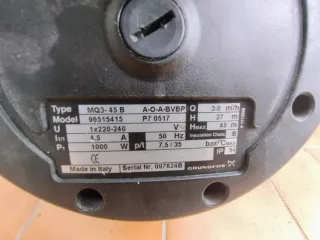 Type MQ3-45 B A-O-A-BVBP Q 3.0 m³/h
Model 96515415 P7 0517 H 27 m
U 1x220-240 V Hmax 45 m
I1/1 4.5 A 50 Hz Insulation Class B
P1 1000 W p/t 7.5 / 35 bar/°Cmax
IP 54
CE
Made in Italy Serial Nr. 097624B GRUNDFOS